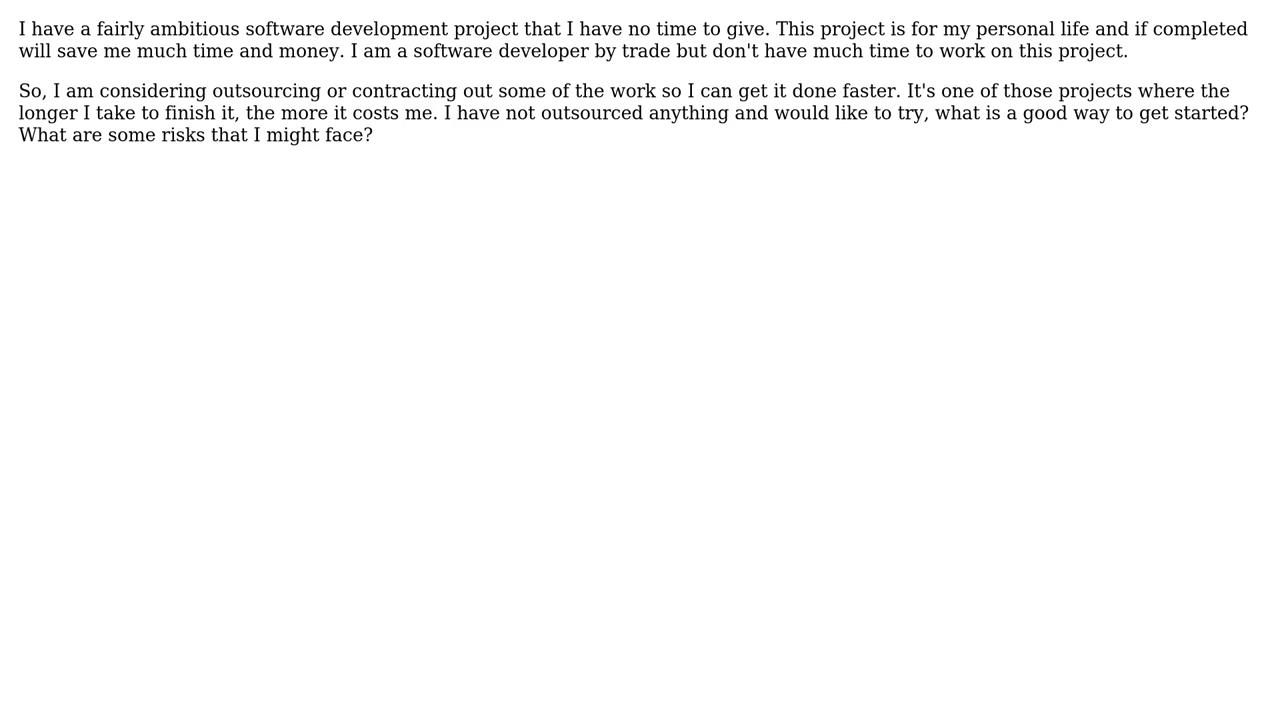 I have a fairly ambitious software development project that I have no time to give. This project is for my personal life and if completed
will save me much time and money. I am a software developer by trade but don't have much time to work on this project.
So, I am considering outsourcing or contracting out some of the work so I can get it done faster. It's one of those projects where the
longer I take to finish it, the more it costs me. I have not outsourced anything and would like to try, what is a good way to get started?
What are some risks that I might face?